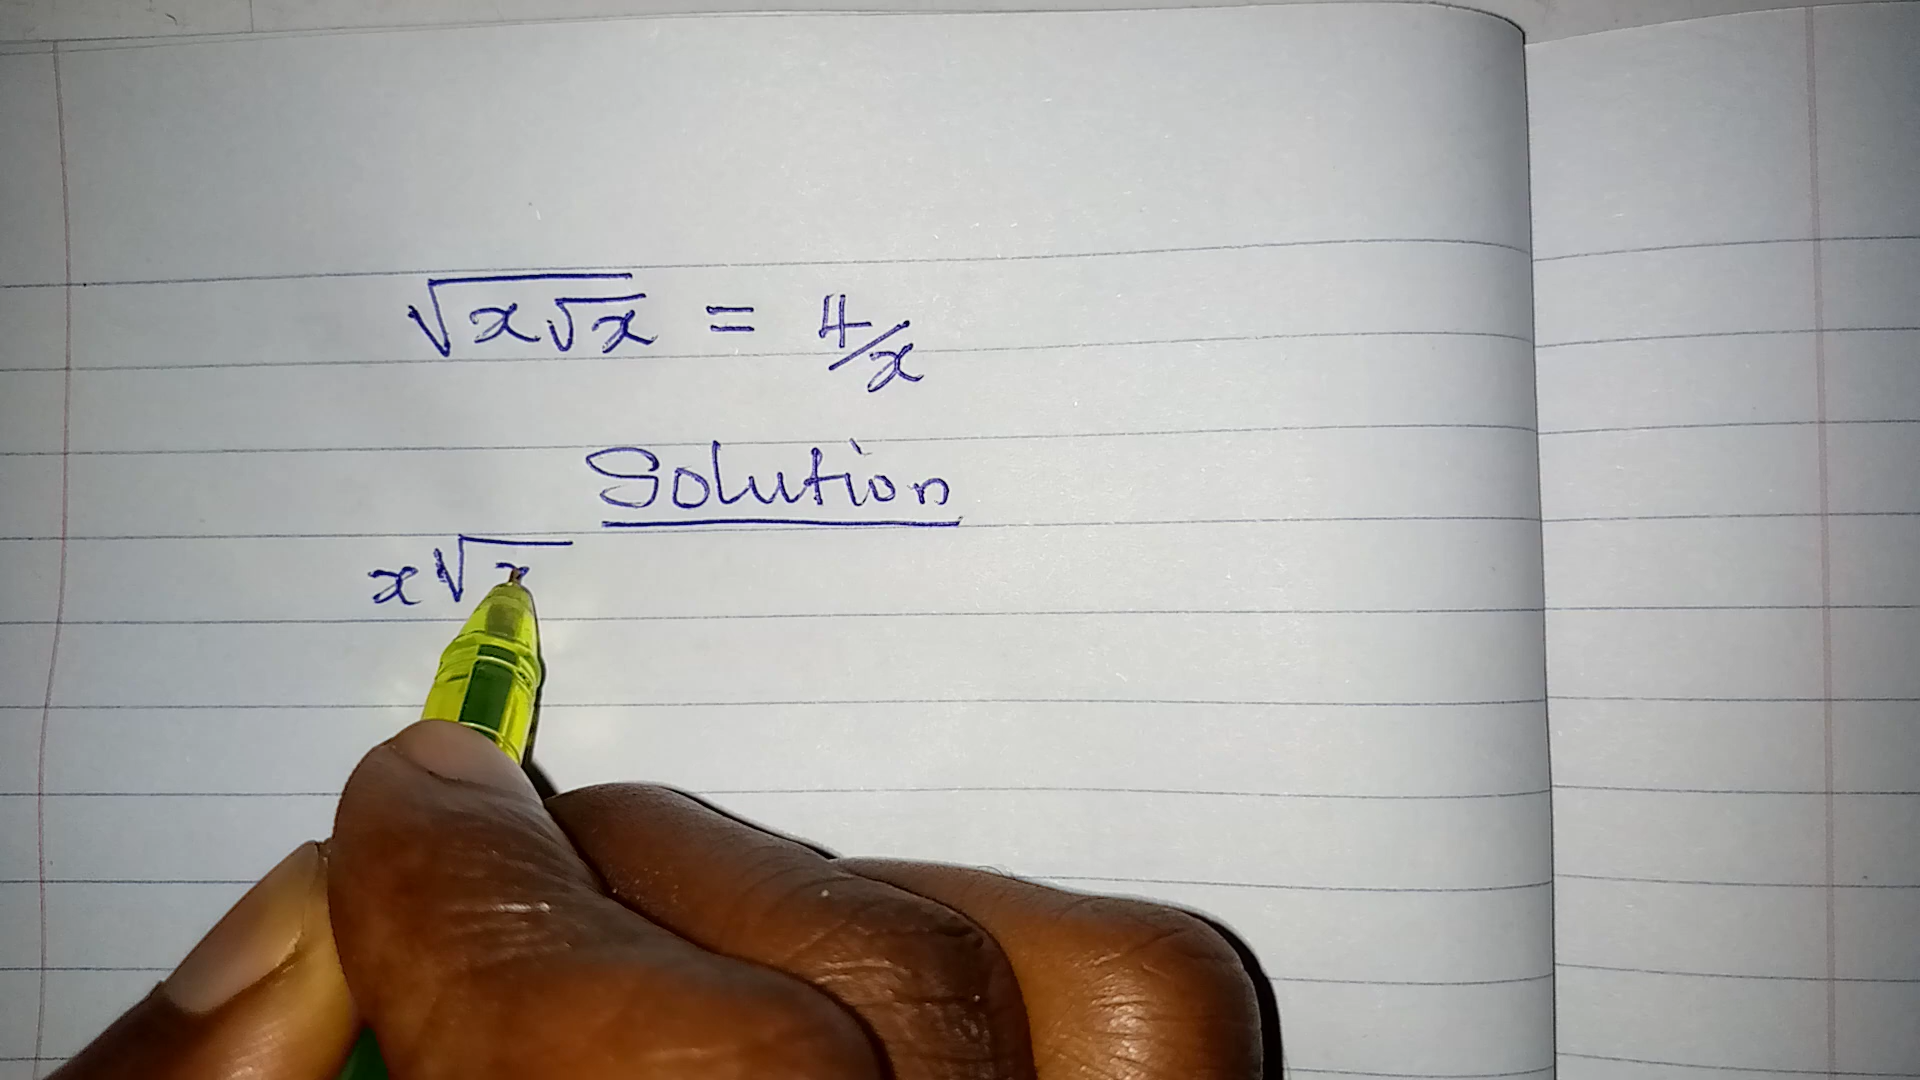 √x√x = 4/x
Solution
x√x